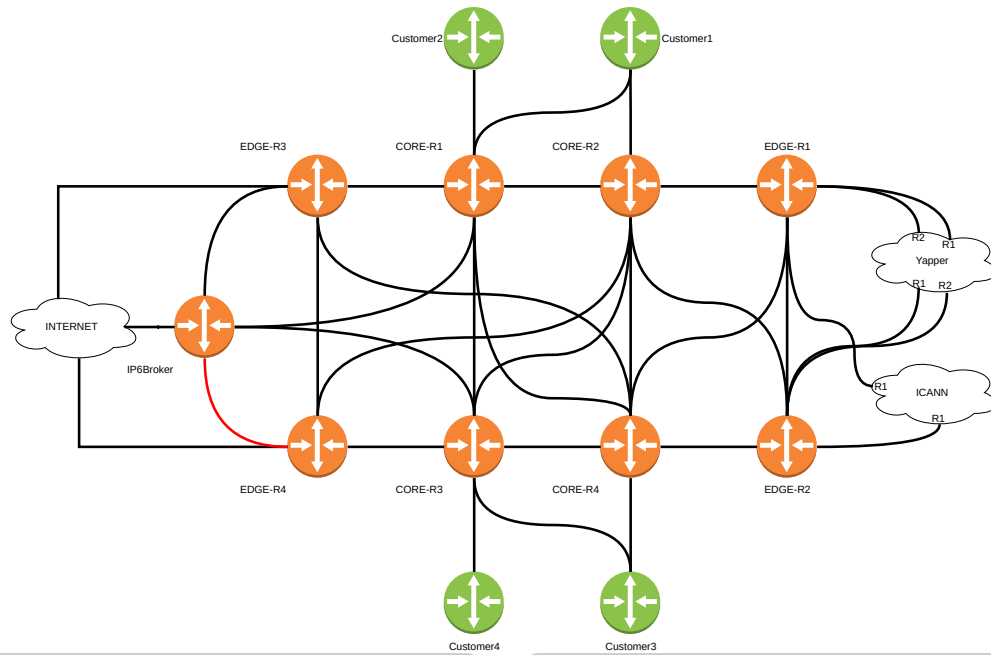 Customer2
Customer1
EDGE-R3
CORE-R1
CORE-R2
EDGE-R1
R2
R1
Yapper
R1
R2
INTERNET
IP6Broker
R1
ICANN
R1
EDGE-R4
CORE-R3
CORE-R4
EDGE-R2
Customer4
Customer3